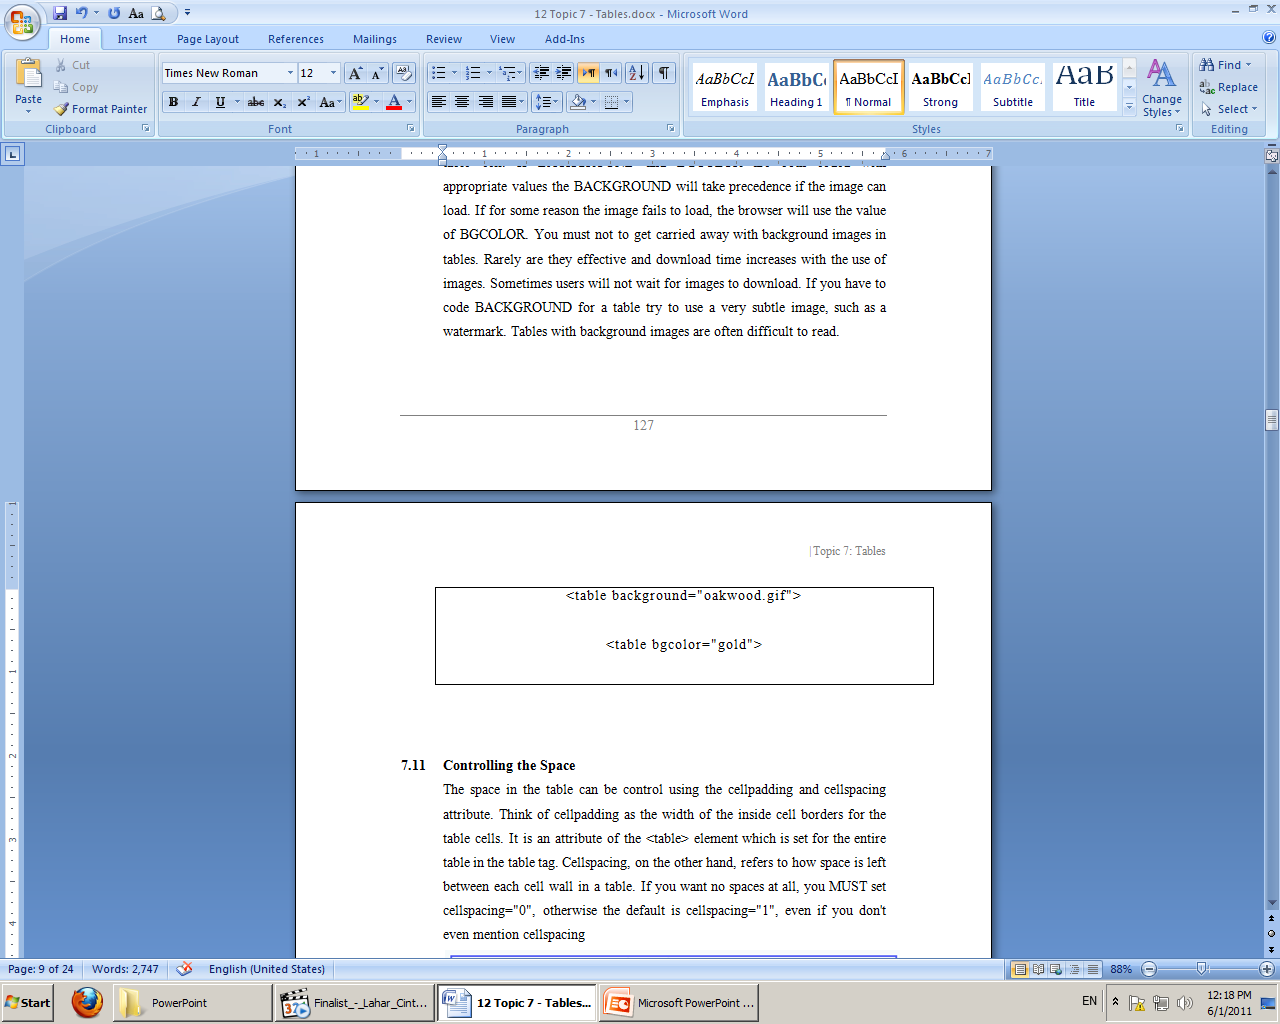 12 Topic 7 - Tables.docx - Microsoft Word
Home Insert Page Layout References Mailings Review View Add-Ins
Paste
Cut
Copy
Format Painter
Clipboard
Times New Roman 12
Font
Paragraph
AaBbCcI AaBbC AaBbCcI AaBbCcI AaBbCc. AaB
Emphasis Heading 1 ¶ Normal Strong Subtitle Title
Change Styles
Styles
Find
Replace
Select
Editing
1 1 2 3 4 5 6 7
appropriate values the BACKGROUND will take precedence if the image can
load. If for some reason the image fails to load, the browser will use the value
of BGCOLOR. You must not to get carried away with background images in
tables. Rarely are they effective and download time increases with the use of
images. Sometimes users will not wait for images to download. If you have to
code BACKGROUND for a table try to use a very subtle image, such as a
watermark. Tables with background images are often difficult to read.
127
|Topic 7: Tables
<table background="oakwood.gif">
<table bgcolor="gold">
7.11 Controlling the Space
The space in the table can be control using the cellpadding and cellspacing
attribute. Think of cellpadding as the width of the inside cell borders for the
table cells. It is an attribute of the <table> element which is set for the entire
table in the table tag. Cellspacing, on the other hand, refers to how space is left
between each cell wall in a table. If you want no spaces at all, you MUST set
cellspacing="0", otherwise the default is cellspacing="1", even if you don't
even mention cellspacing
Page: 9 of 24 Words: 2,747 English (United States) 88%
Start PowerPoint Finalist_-_Lahar_Cint... 12 Topic 7 - Tables... Microsoft PowerPoint ... EN 12:18 PM
6/1/2011